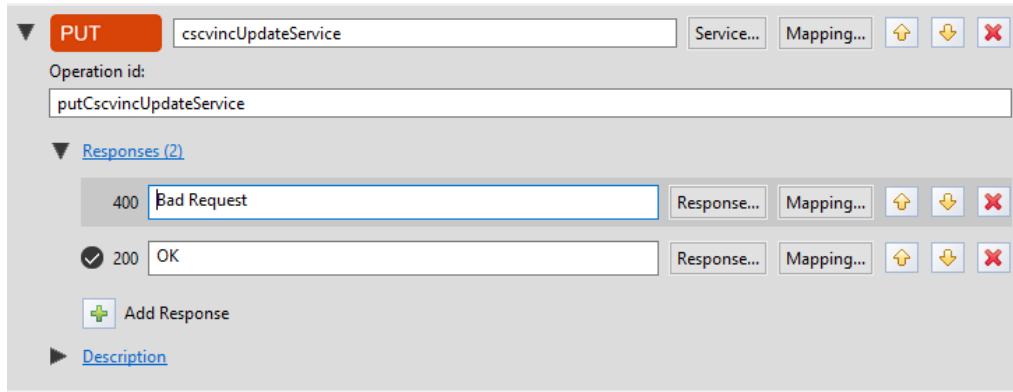 PUT cscvincUpdateService Service... Mapping...
Operation id:
putCscvincUpdateService
Responses (2)
400 Bad Request Response... Mapping...
200 OK Response... Mapping...
Add Response
Description